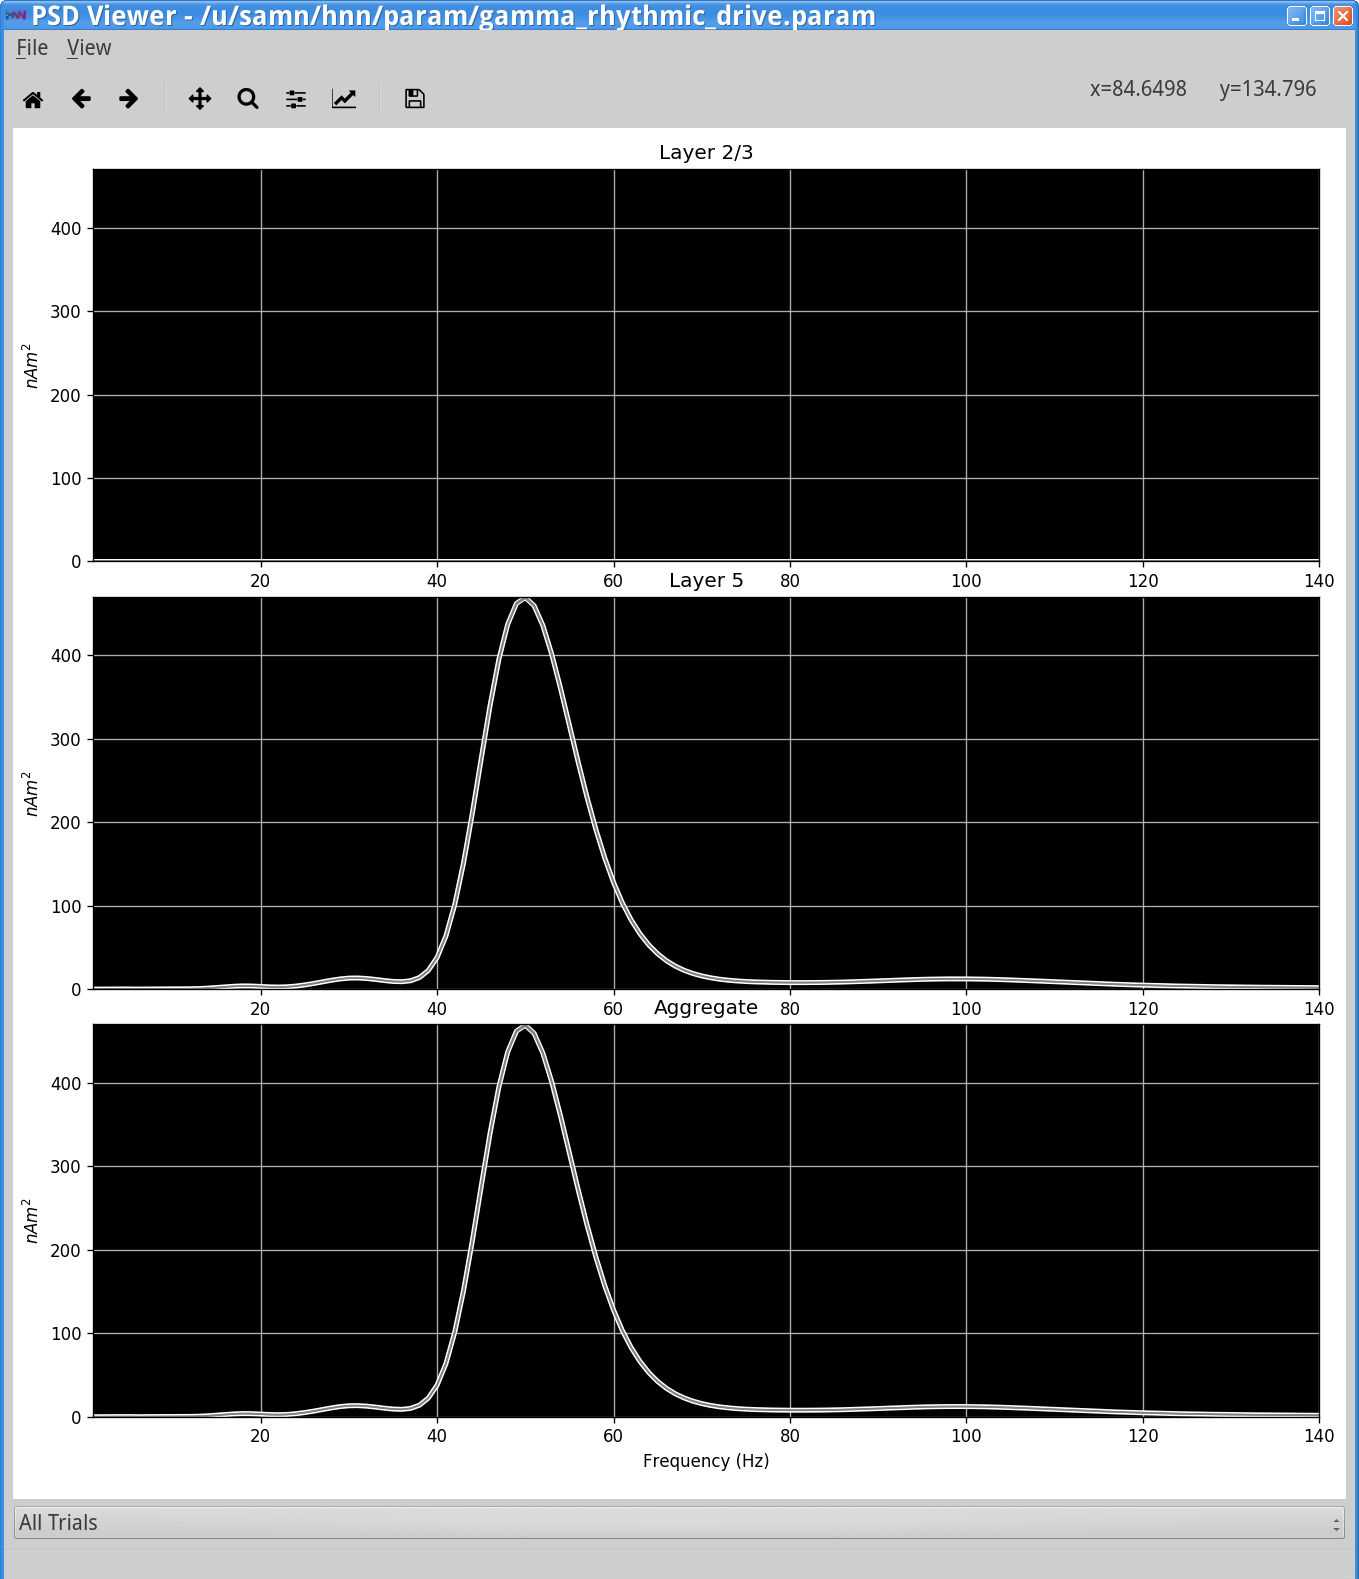 HNN PSD Viewer - /u/samn/hnn/param/gamma_rhythmic_drive.param
File View
x=84.6498 y=134.796
Layer 2/3
400
300
200
100
0
nAm²
20 40 60 80 100 120 140
Layer 5
400
300
200
100
0
nAm²
20 40 60 80 100 120 140
Aggregate
400
300
200
100
0
nAm²
20 40 60 80 100 120 140
Frequency (Hz)
All Trials